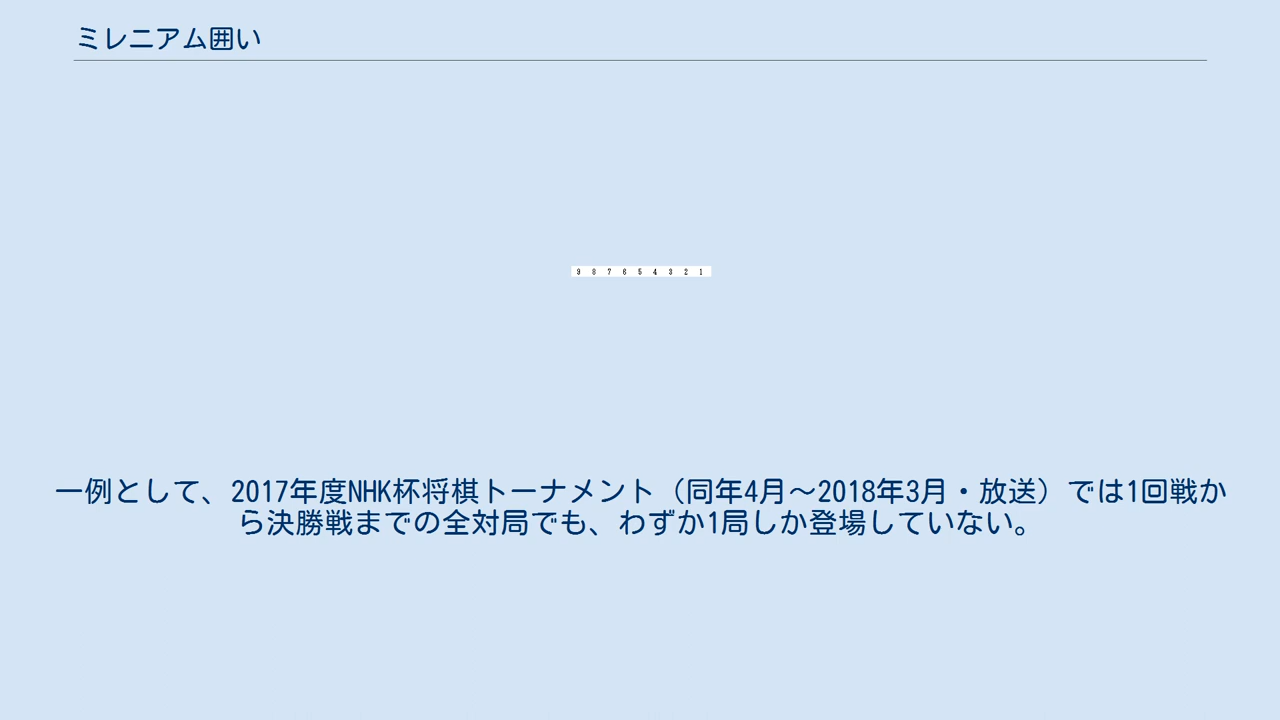 ミレニアム囲い
9 8 7 6 5 4 3 2 1
一例として、2017年度NHK杯将棋トーナメント（同年4月～2018年3月・放送）では1回戦か
ら決勝戦までの全対局でも、わずか1局しか登場していない。